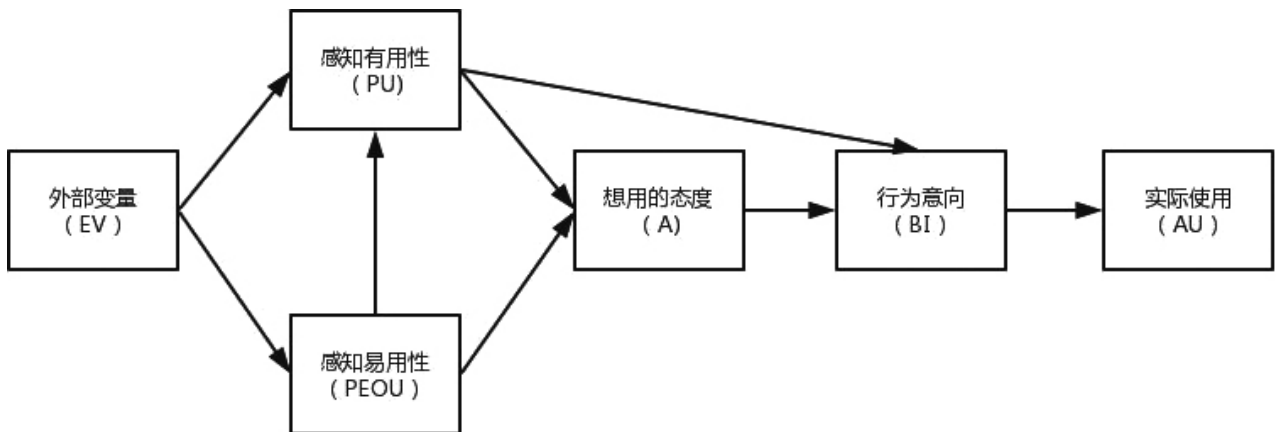 感知有用性
（PU)
外部变量
（EV）
想用的态度
（A)
行为意向
（BI）
实际使用
（AU）
感知易用性
（PEOU）